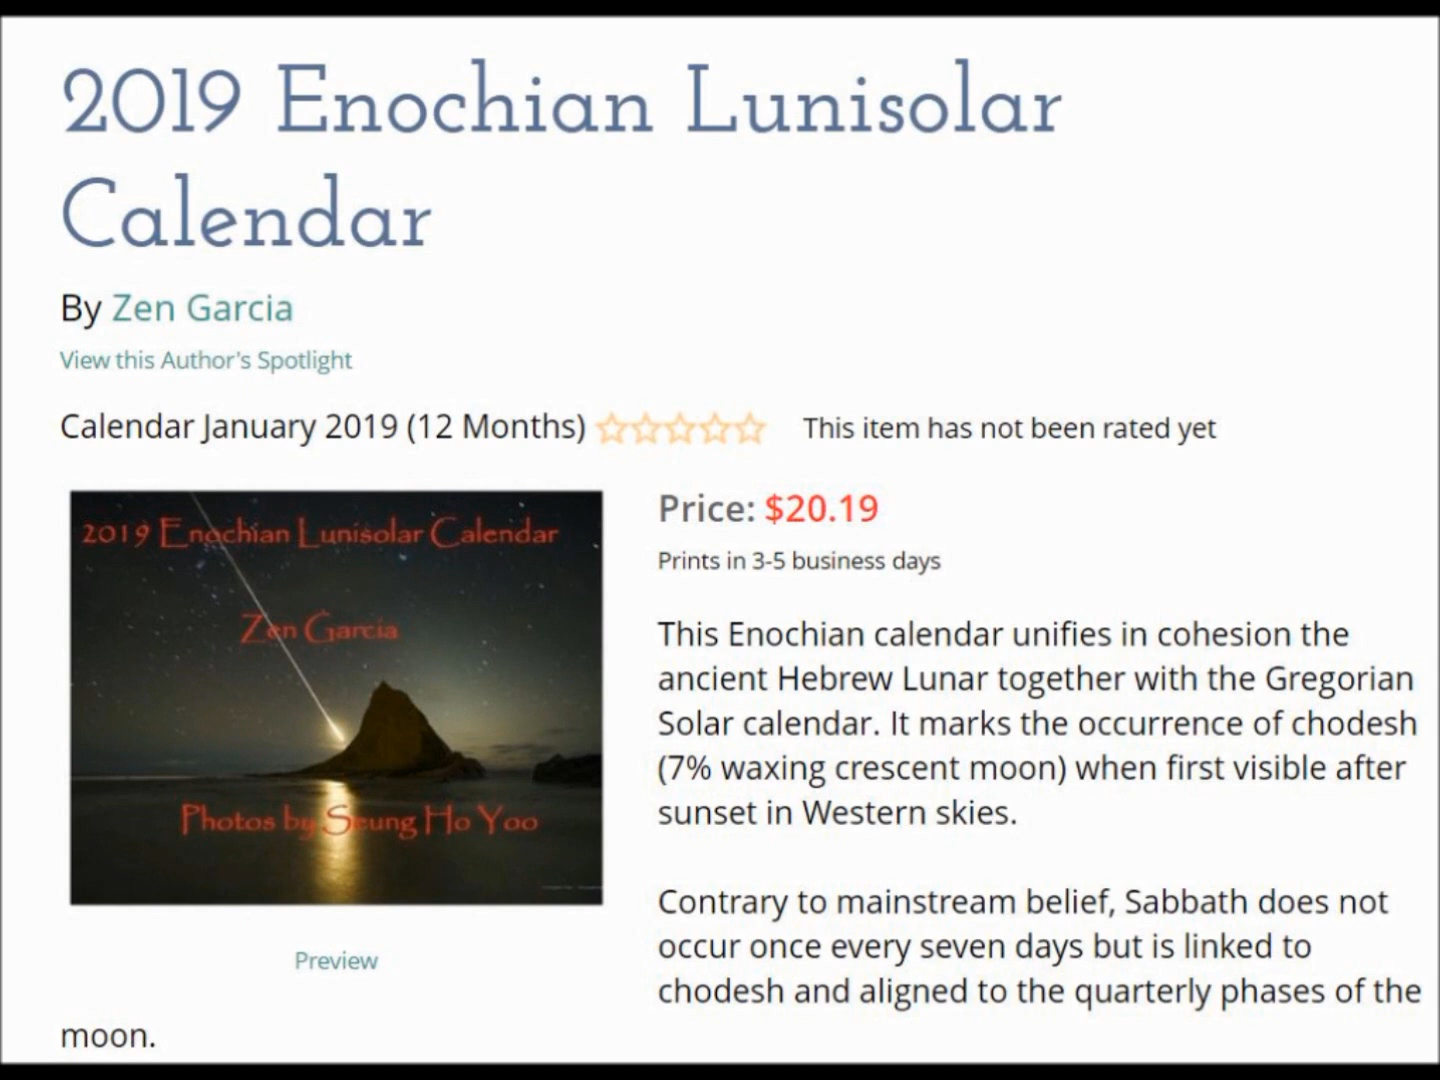 2019 Enochian Lunisolar
Calendar
By Zen Garcia
View this Author's Spotlight
Calendar January 2019 (12 Months)
This item has not been rated yet
2019 Enochian Lunisolar Calendar
Zen Garcia
Photos by Seung Ho Yoo
Preview
Price: $20.19
Prints in 3-5 business days
This Enochian calendar unifies in cohesion the
ancient Hebrew Lunar together with the Gregorian
Solar calendar. It marks the occurrence of chodesh
(7% waxing crescent moon) when first visible after
sunset in Western skies.
Contrary to mainstream belief, Sabbath does not
occur once every seven days but is linked to
chodesh and aligned to the quarterly phases of the
moon.